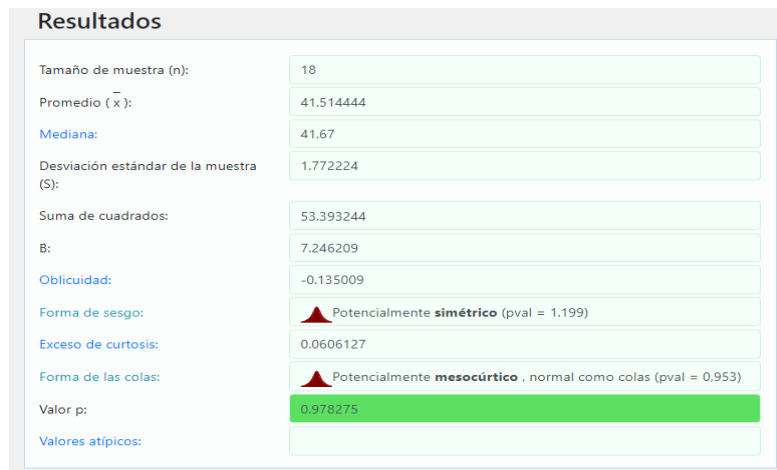 Resultados
Tamaño de muestra (n): 18
Promedio ( x̄ ): 41.514444
Mediana: 41.67
Desviación estándar de la muestra (S): 1.772224
Suma de cuadrados: 53.393244
B: 7.246209
Oblicuidad: -0.135009
Forma de sesgo: Potencialmente simétrico (pval = 1.199)
Exceso de curtosis: 0.0606127
Forma de las colas: Potencialmente mesocúrtico , normal como colas (pval = 0,953)
Valor p: 0.978275
Valores atípicos: